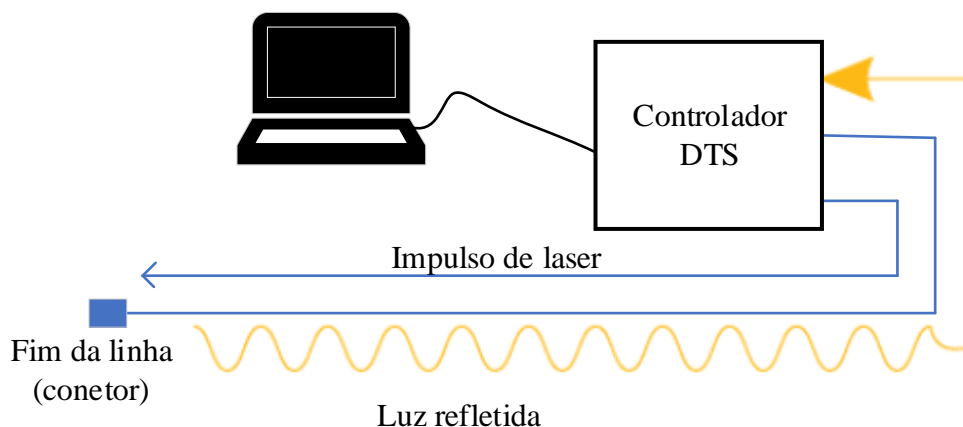 Controlador
DTS
Impulso de laser
Fim da linha
(conetor)
Luz refletida